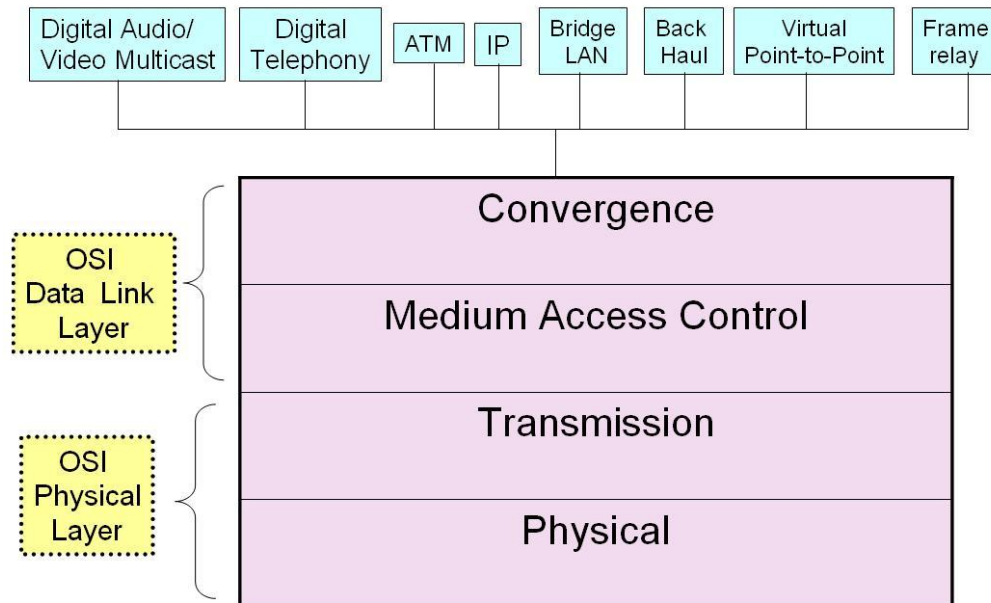 Digital Audio/
Video Multicast
Digital
Telephony
ATM
IP
Bridge
LAN
Back
Haul
Virtual
Point-to-Point
Frame
relay
Convergence
OSI
Data Link
Layer
Medium Access Control
Transmission
OSI
Physical
Layer
Physical